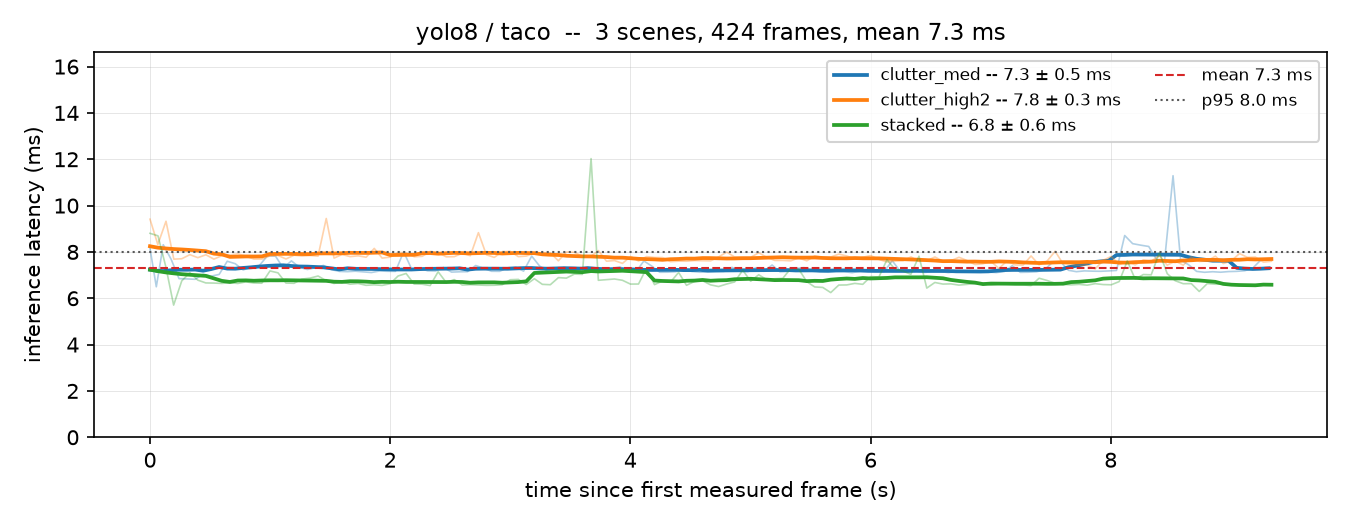 yolo8 / taco  --  3 scenes, 424 frames, mean 7.3 ms
inference latency (ms)
16
14
12
10
8
6
4
2
0
clutter_med -- 7.3 ± 0.5 ms
clutter_high2 -- 7.8 ± 0.3 ms
stacked -- 6.8 ± 0.6 ms
mean 7.3 ms
p95 8.0 ms
0 2 4 6 8
time since first measured frame (s)